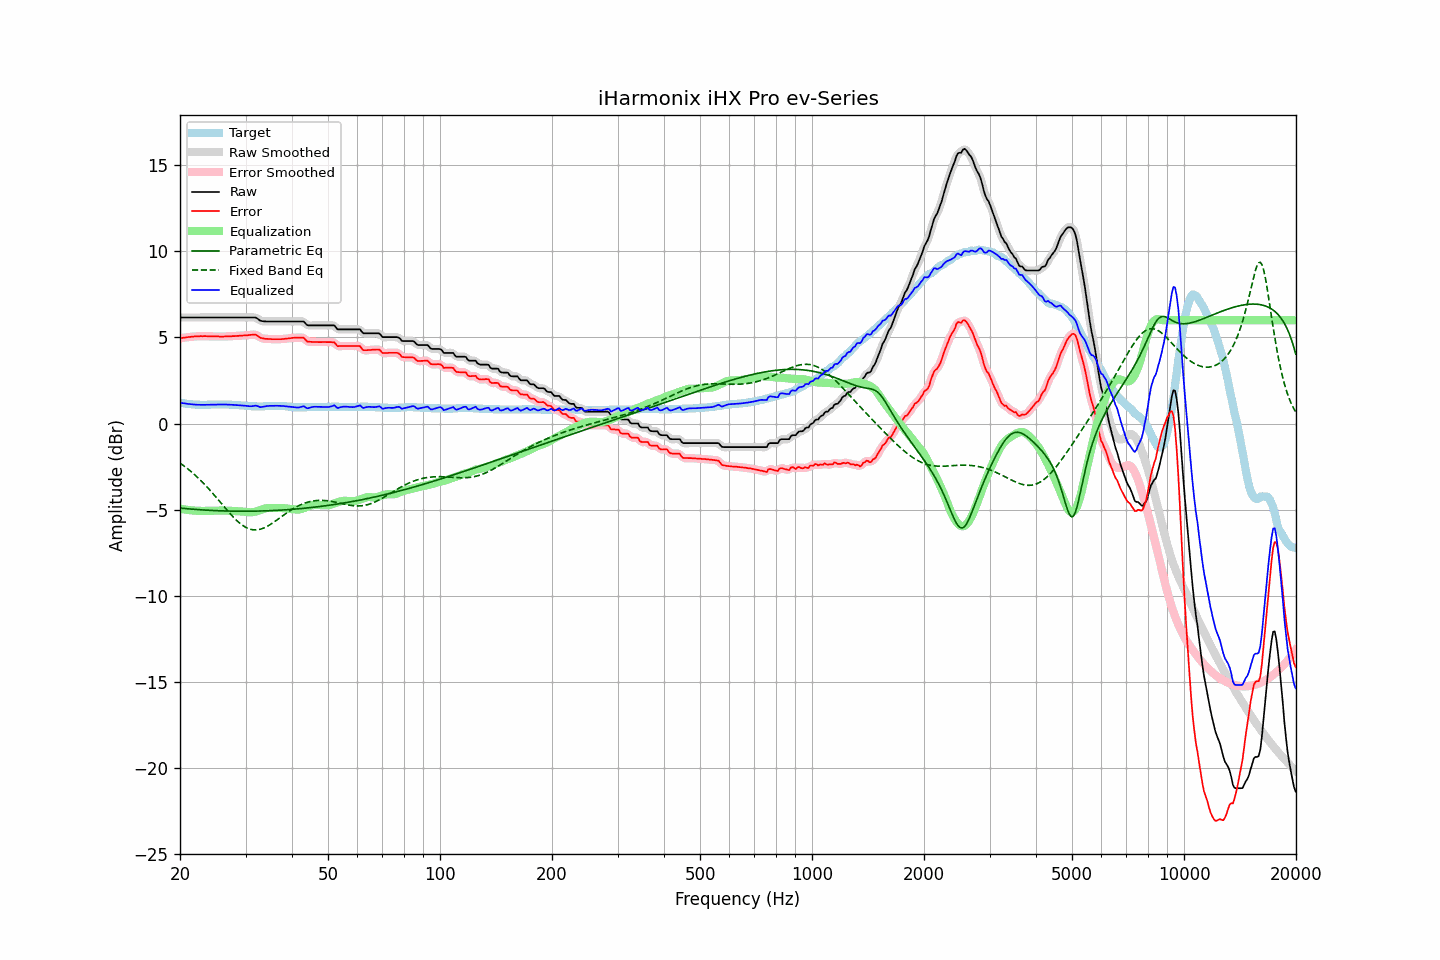 iHarmonix iHX Pro ev-Series
Target
Raw Smoothed
Error Smoothed
Raw
Error
Equalization
Parametric Eq
Fixed Band Eq
Equalized
Amplitude (dBr)
15
10
5
0
−5
−10
−15
−20
−25
20 50 100 200 500 1000 2000 5000 10000 20000
Frequency (Hz)